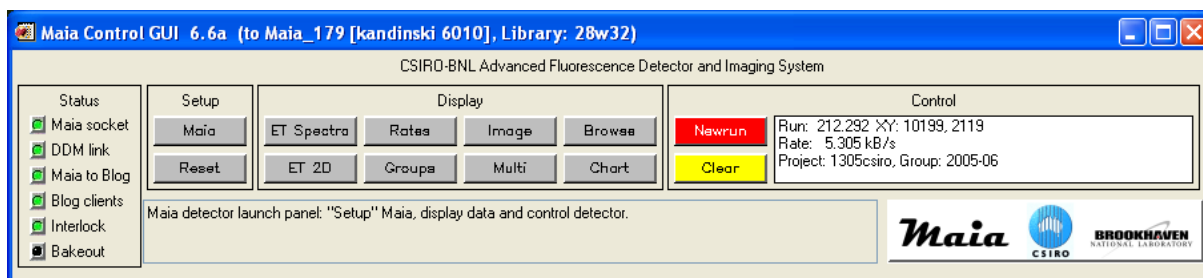 Maia Control GUI 6.6a (to Maia_179 [kandinski 6010], Library: 28w32)
CSIRO-BNL Advanced Fluorescence Detector and Imaging System
Status
Maia socket
DDM link
Maia to Blog
Blog clients
Interlock
Bakeout
Setup
Maia
Reset
Display
ET Spectra Rates Image Browse
ET 2D Groups Multi Chart
Control
Newrun
Clear
Run: 212.292 XY: 10199, 2119
Rate: 5.305 kB/s
Project: 1305csiro, Group: 2005-06
Maia detector launch panel: "Setup" Maia, display data and control detector.
Maia
CSIRO
BROOKHAVEN
NATIONAL LABORATORY